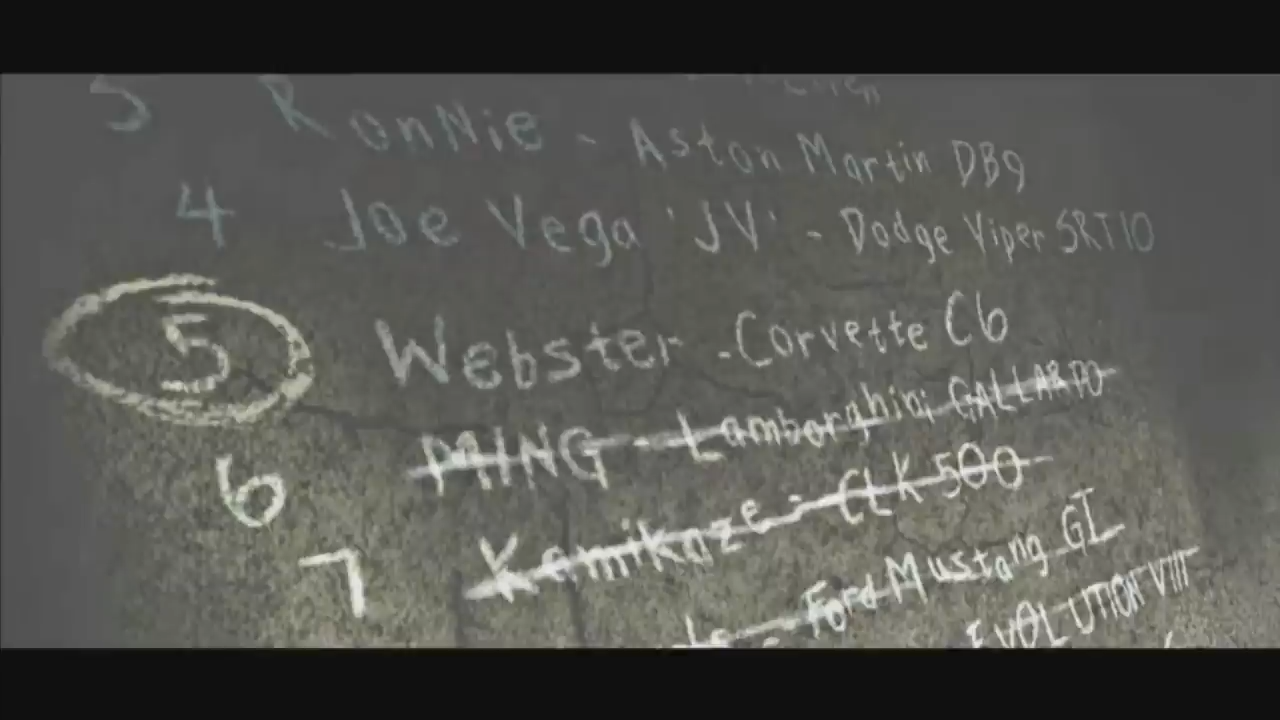 3 Ronnie - Aston Martin DB9
4 Joe Vega 'JV' - Dodge Viper SRT10
5 Webster - Corvette C6
6 MING - Lamborghini GALLARDO
7 Kamikaze - CLK 500
- Ford Mustang GT
EVOLUTION VIII